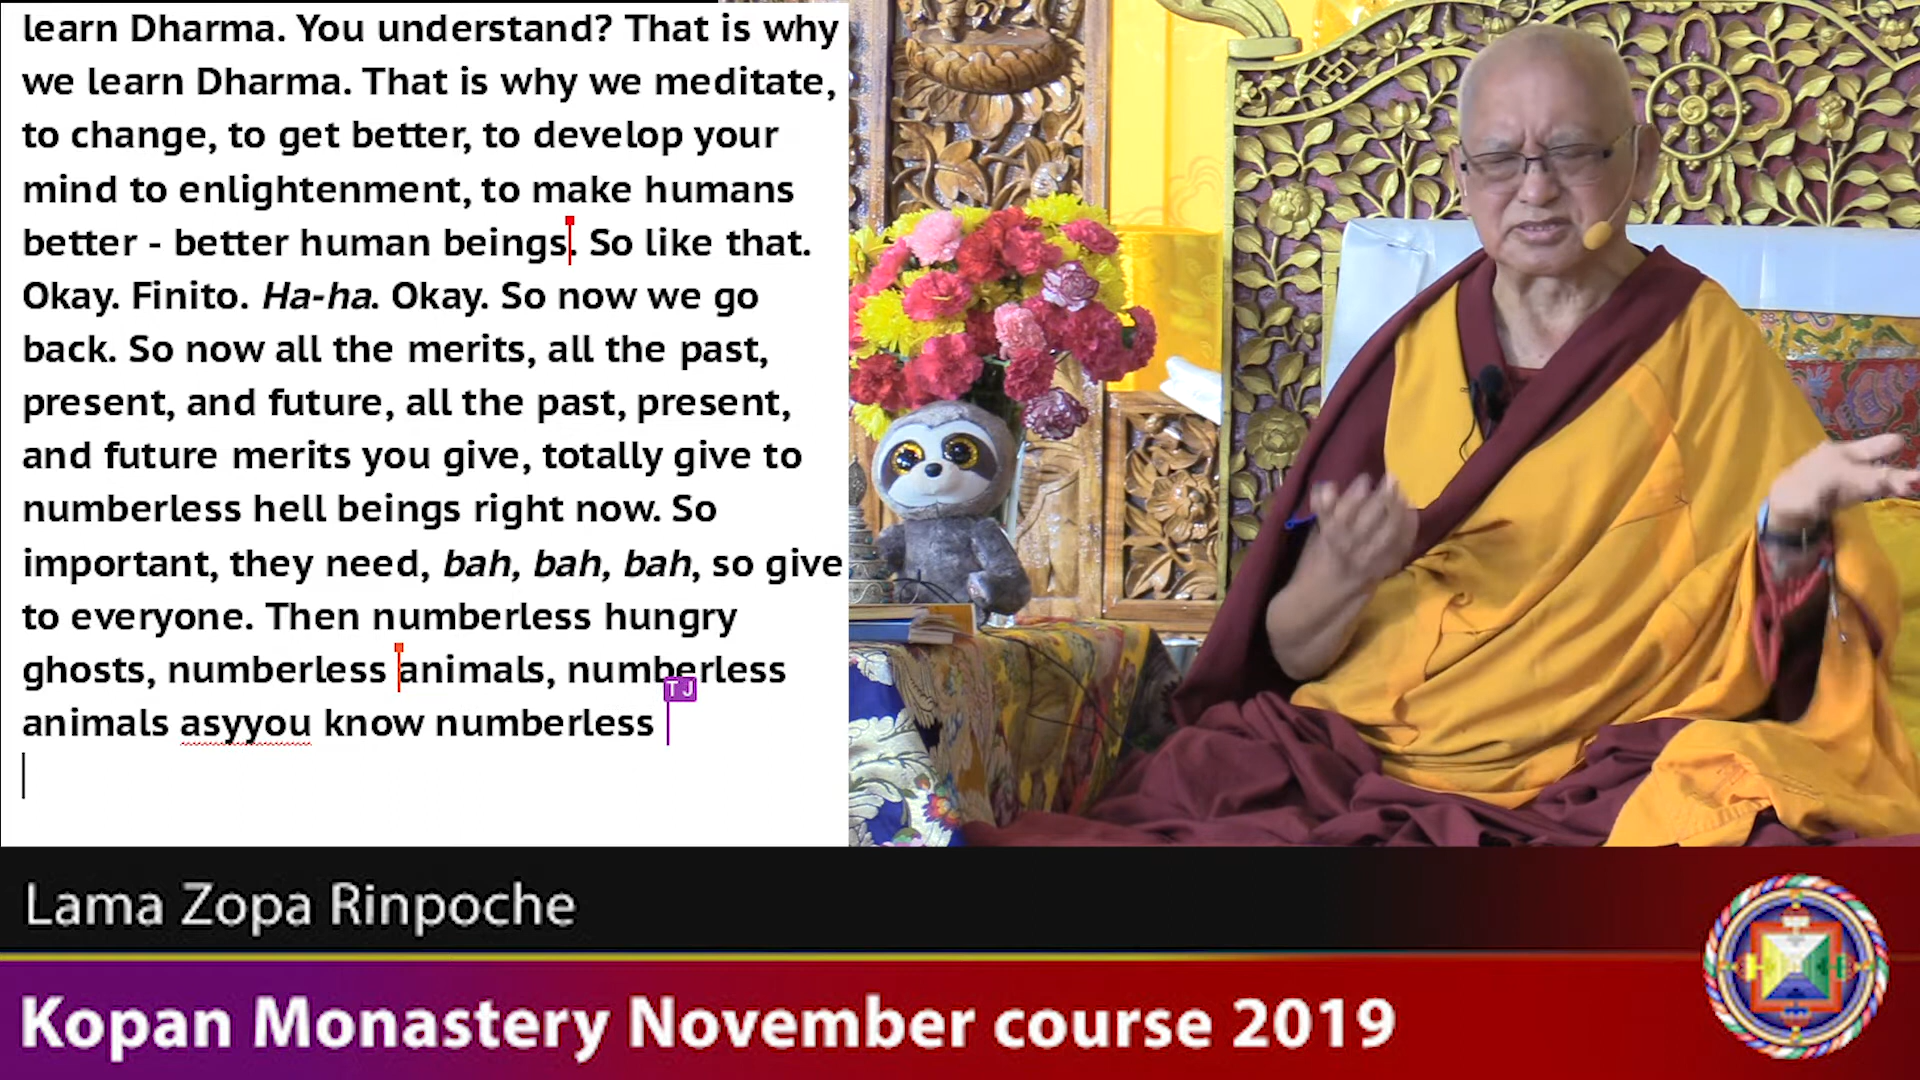 learn Dharma. You understand? That is why
we learn Dharma. That is why we meditate,
to change, to get better, to develop your
mind to enlightenment, to make humans
better - better human beings. So like that.
Okay. Finito. Ha-ha. Okay. So now we go
back. So now all the merits, all the past,
present, and future, all the past, present,
and future merits you give, totally give to
numberless hell beings right now. So
important, they need, bah, bah, bah, so give
to everyone. Then numberless hungry
ghosts, numberless animals, numberless
TJ
animals asyyou know numberless
Lama Zopa Rinpoche
Kopan Monastery November course 2019